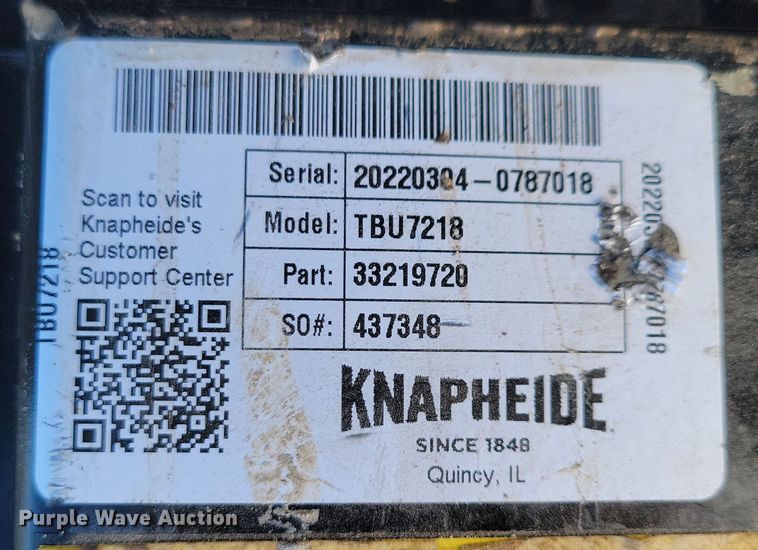 Serial: 20220304-0787018
Model: TBU7218
Part: 33219720
SO#: 437348
Scan to visit
Knapheide's
Customer
Support Center
TBU7218
KNAPHEIDE
SINCE 1848
Quincy, IL
Purple Wave Auction